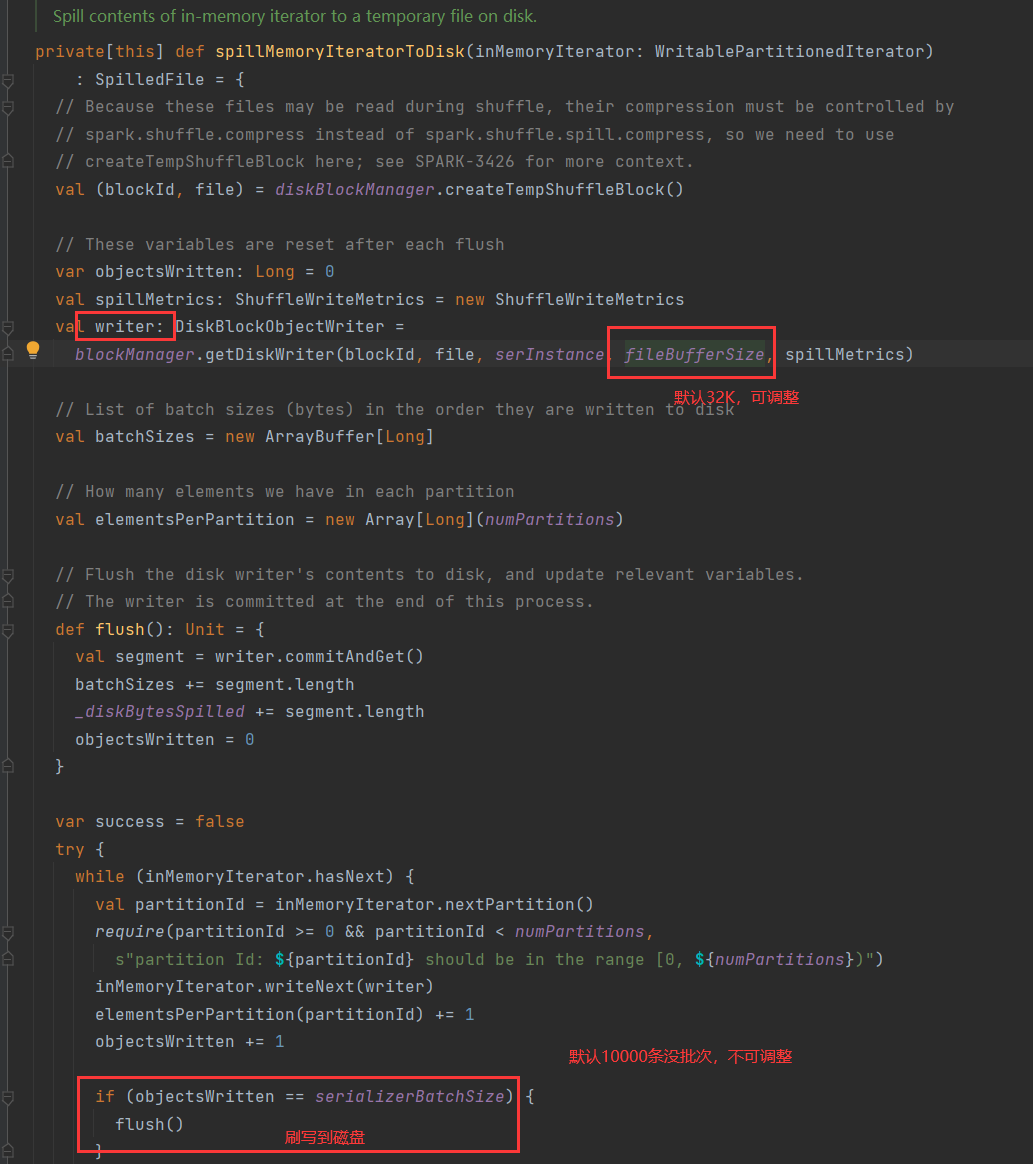 Spill contents of in-memory iterator to a temporary file on disk.
private[this] def spillMemoryIteratorToDisk(inMemoryIterator: WritablePartitionedIterator)
: SpilledFile = {
// Because these files may be read during shuffle, their compression must be controlled by
// spark.shuffle.compress instead of spark.shuffle.spill.compress, so we need to use
// createTempShuffleBlock here; see SPARK-3426 for more context.
val (blockId, file) = diskBlockManager.createTempShuffleBlock()
// These variables are reset after each flush
var objectsWritten: Long = 0
val spillMetrics: ShuffleWriteMetrics = new ShuffleWriteMetrics
val writer: DiskBlockObjectWriter =
blockManager.getDiskWriter(blockId, file, serInstance, fileBufferSize, spillMetrics)
默认32K，可调整
// List of batch sizes (bytes) in the order they are written to disk
val batchSizes = new ArrayBuffer[Long]
// How many elements we have in each partition
val elementsPerPartition = new Array[Long](numPartitions)
// Flush the disk writer's contents to disk, and update relevant variables.
// The writer is committed at the end of this process.
def flush(): Unit = {
val segment = writer.commitAndGet()
batchSizes += segment.length
_diskBytesSpilled += segment.length
objectsWritten = 0
}
var success = false
try {
while (inMemoryIterator.hasNext) {
val partitionId = inMemoryIterator.nextPartition()
require(partitionId >= 0 && partitionId < numPartitions,
s"partition Id: ${partitionId} should be in the range [0, ${numPartitions})")
inMemoryIterator.writeNext(writer)
elementsPerPartition(partitionId) += 1
objectsWritten += 1
默认10000条没批次，不可调整
if (objectsWritten == serializerBatchSize) {
flush()
刷写到磁盘
}